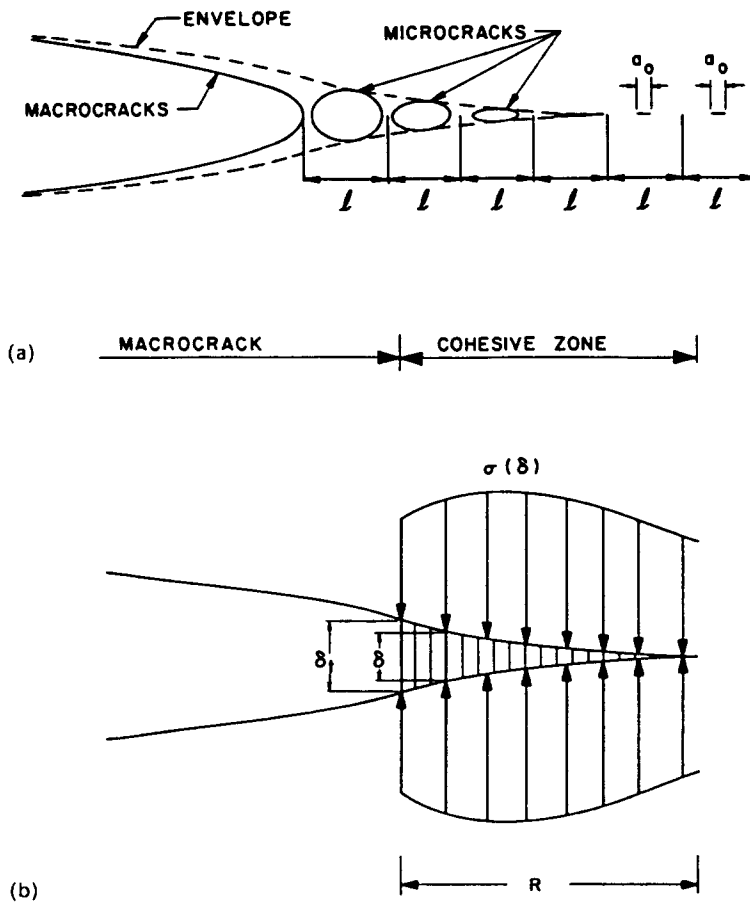 ENVELOPE
MICROCRACKS
a₀ a₀
MACROCRACKS
l l l l l l
(a)
MACROCRACK COHESIVE ZONE
σ(δ)
δ δ
R
(b)